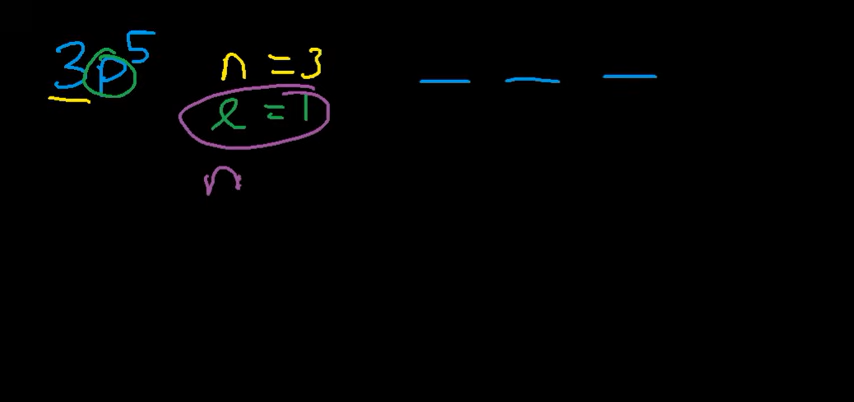 3p⁵ n = 3
ℓ = 1
n